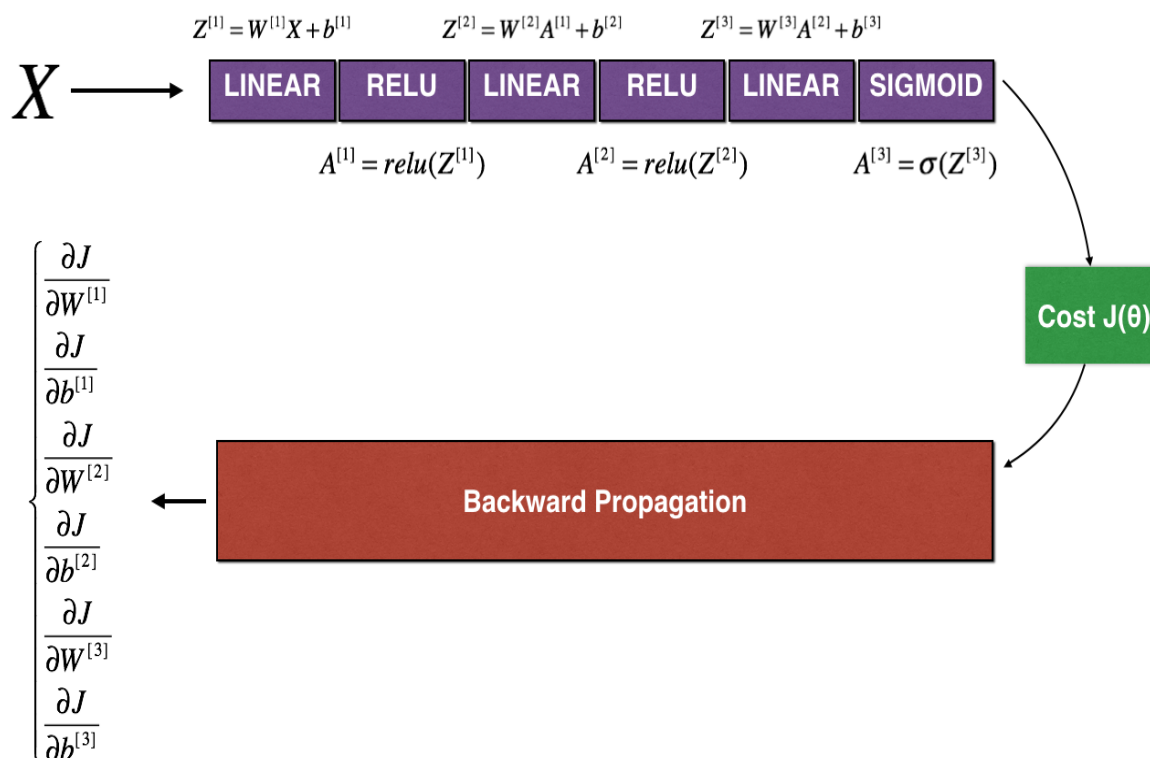 Z^[1] = W^[1]X + b^[1] Z^[2] = W^[2]A^[1] + b^[2] Z^[3] = W^[3]A^[2] + b^[3]
X LINEAR RELU LINEAR RELU LINEAR SIGMOID
A^[1] = relu(Z^[1]) A^[2] = relu(Z^[2]) A^[3] = σ(Z^[3])
Cost J(θ)
Backward Propagation
∂J
∂W^[1]
∂J
∂b^[1]
∂J
∂W^[2]
∂J
∂b^[2]
∂J
∂W^[3]
∂J
∂b^[3]